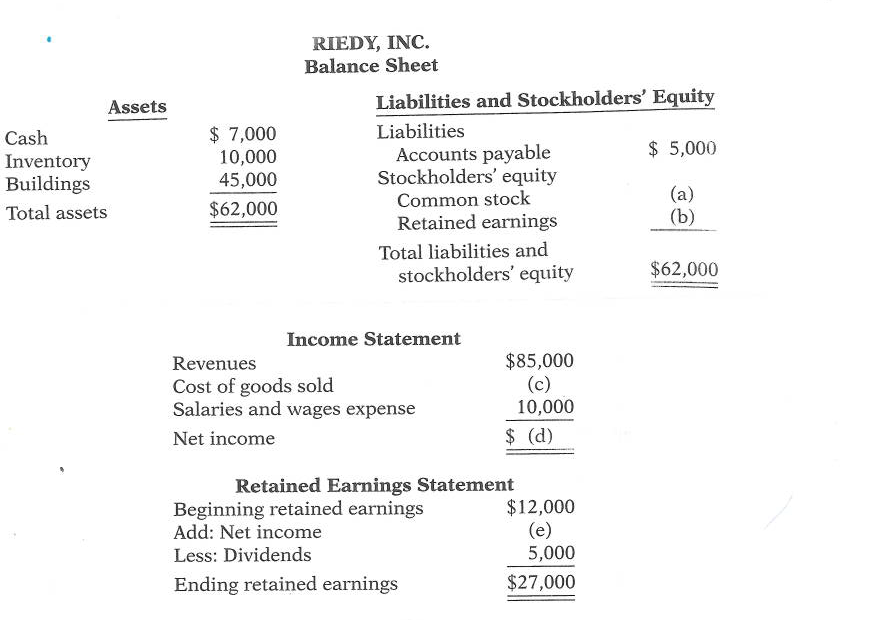 RIEDY, INC.
Balance Sheet
Assets
Cash $ 7,000
Inventory 10,000
Buildings 45,000
Total assets $62,000
Liabilities and Stockholders' Equity
Liabilities
Accounts payable $ 5,000
Stockholders' equity
Common stock (a)
Retained earnings (b)
Total liabilities and
stockholders' equity $62,000
Income Statement
Revenues $85,000
Cost of goods sold (c)
Salaries and wages expense 10,000
Net income $ (d)
Retained Earnings Statement
Beginning retained earnings $12,000
Add: Net income (e)
Less: Dividends 5,000
Ending retained earnings $27,000